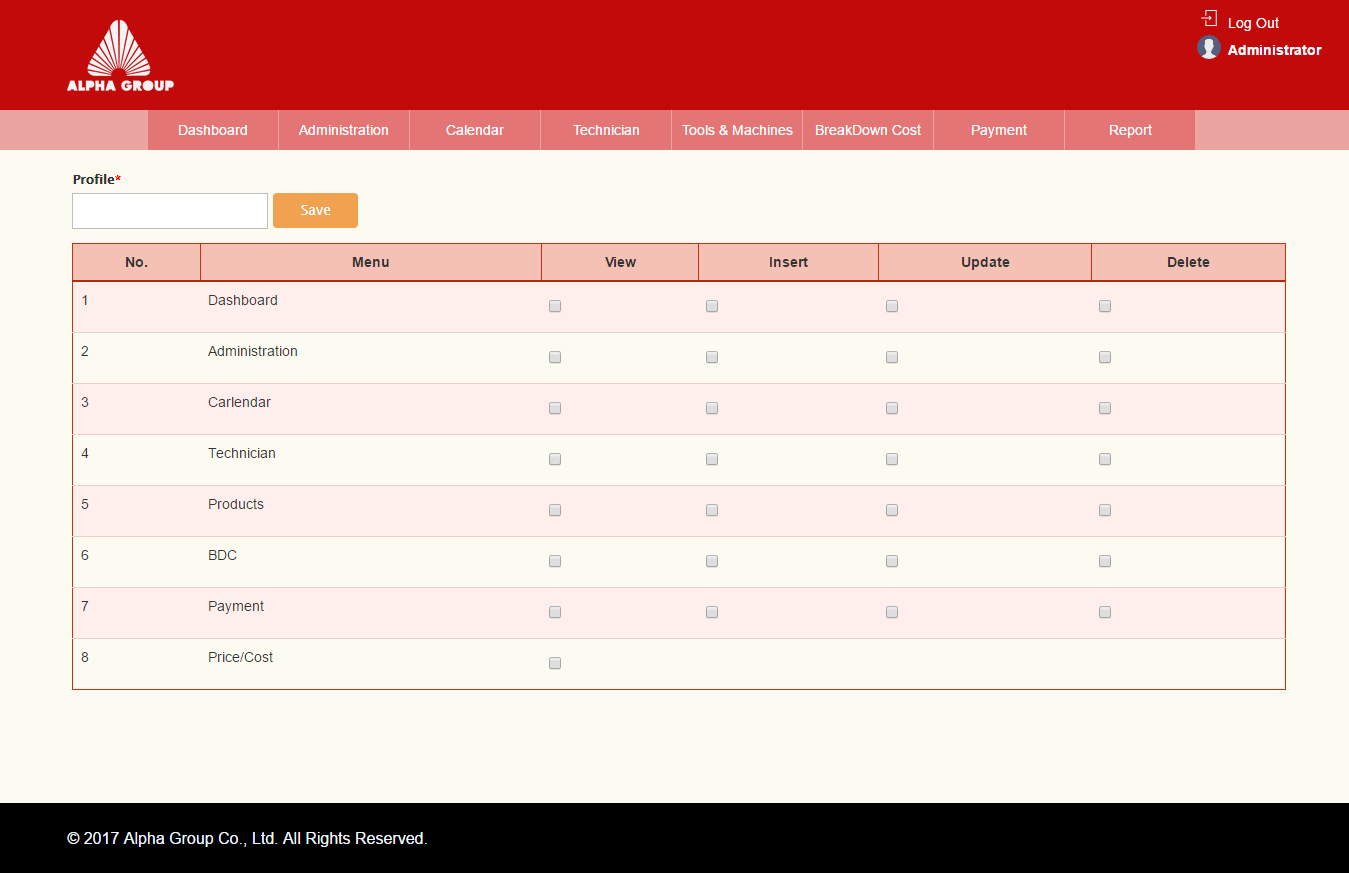 Log Out
Administrator
ALPHA GROUP
Dashboard Administration Calendar Technician Tools & Machines BreakDown Cost Payment Report
Profile*
Save
No. Menu View Insert Update Delete
1 Dashboard
2 Administration
3 Carlendar
4 Technician
5 Products
6 BDC
7 Payment
8 Price/Cost
© 2017 Alpha Group Co., Ltd. All Rights Reserved.